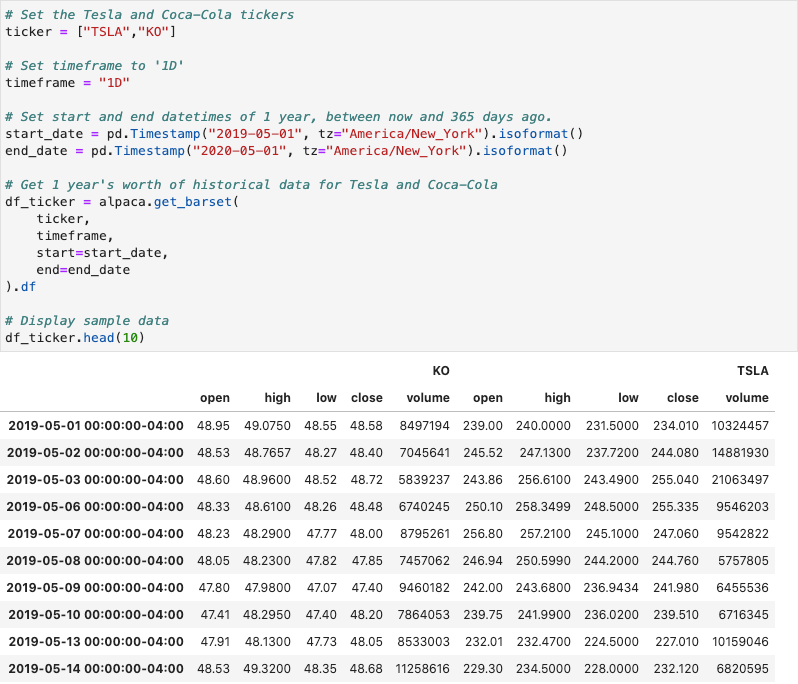 # Set the Tesla and Coca-Cola tickers
ticker = ["TSLA","KO"]
# Set timeframe to '1D'
timeframe = "1D"
# Set start and end datetimes of 1 year, between now and 365 days ago.
start_date = pd.Timestamp("2019-05-01", tz="America/New_York").isoformat()
end_date = pd.Timestamp("2020-05-01", tz="America/New_York").isoformat()
# Get 1 year's worth of historical data for Tesla and Coca-Cola
df_ticker = alpaca.get_barset(
    ticker,
    timeframe,
    start=start_date,
    end=end_date
).df
# Display sample data
df_ticker.head(10)
KO TSLA
open high low close volume open high low close volume
2019-05-01 00:00:00-04:00 48.95 49.0750 48.55 48.58 8497194 239.00 240.0000 231.5000 234.010 10324457
2019-05-02 00:00:00-04:00 48.53 48.7657 48.27 48.40 7045641 245.52 247.1300 237.7200 244.080 14881930
2019-05-03 00:00:00-04:00 48.60 48.9600 48.52 48.72 5839237 243.86 256.6100 243.4900 255.040 21063497
2019-05-06 00:00:00-04:00 48.33 48.6100 48.26 48.48 6740245 250.10 258.3499 248.5000 255.335 9546203
2019-05-07 00:00:00-04:00 48.23 48.2900 47.77 48.00 8795261 256.80 257.2100 245.1000 247.060 9542822
2019-05-08 00:00:00-04:00 48.05 48.2300 47.82 47.85 7457062 246.94 250.5990 244.2000 244.760 5757805
2019-05-09 00:00:00-04:00 47.80 47.9800 47.07 47.40 9460182 242.00 243.6800 236.9434 241.980 6455536
2019-05-10 00:00:00-04:00 47.41 48.2950 47.40 48.20 7864053 239.75 241.9900 236.0200 239.510 6716345
2019-05-13 00:00:00-04:00 47.91 48.1300 47.73 48.05 8533003 232.01 232.4700 224.5000 227.010 10159046
2019-05-14 00:00:00-04:00 48.53 49.3200 48.35 48.68 11258616 229.30 234.5000 228.0000 232.120 6820595